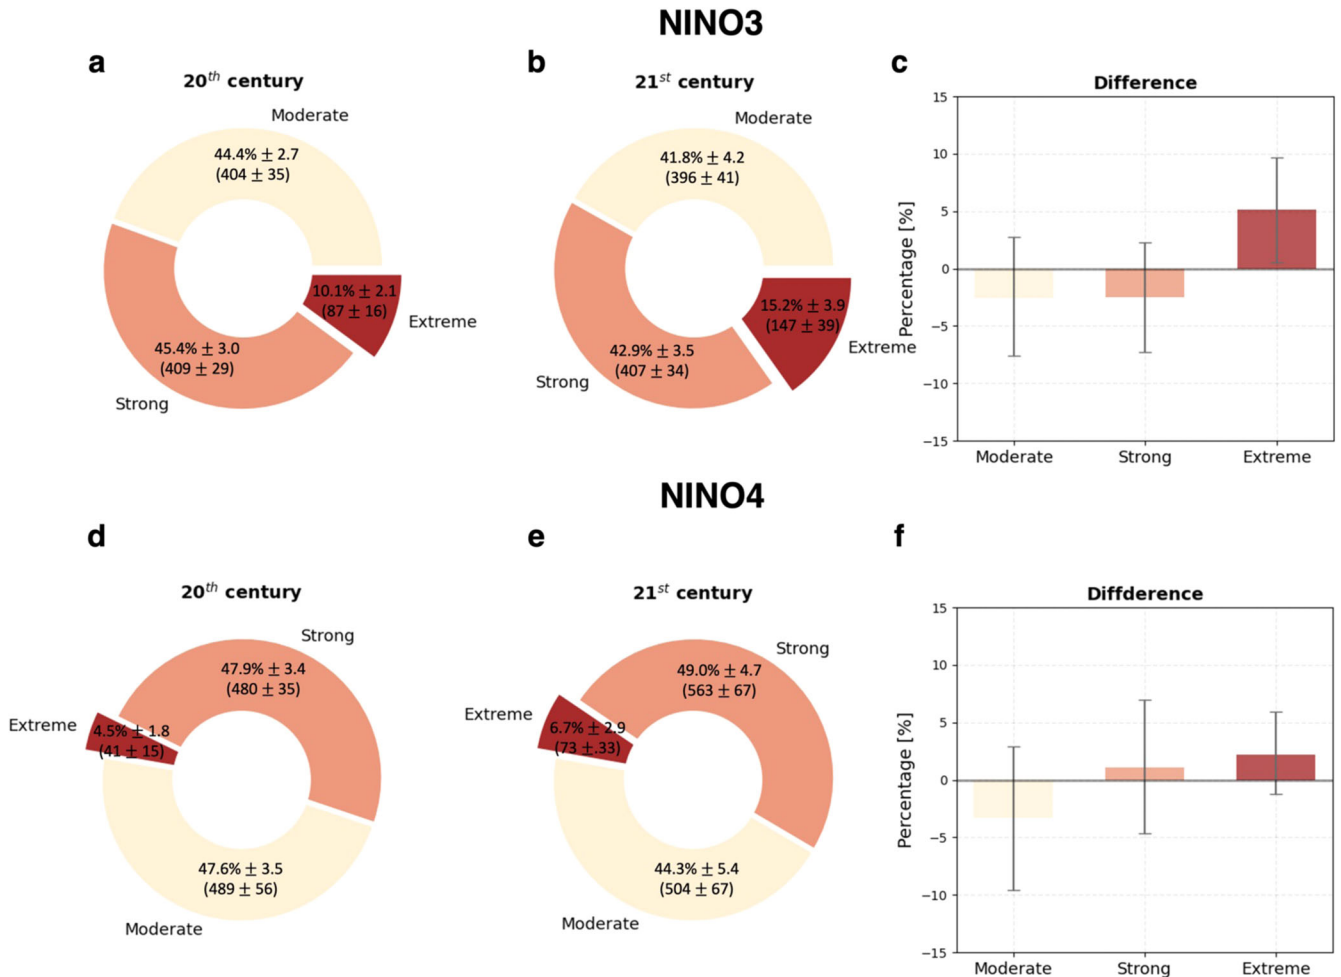 NINO3
a
20th century
Moderate
44.4% ± 2.7
(404 ± 35)
10.1% ± 2.1
(87 ± 16)
Extreme
45.4% ± 3.0
(409 ± 29)
Strong
b
21st century
Moderate
41.8% ± 4.2
(396 ± 41)
15.2% ± 3.9
(147 ± 39)
Extreme
42.9% ± 3.5
(407 ± 34)
Strong
c
Difference
Percentage [%]
15
10
5
0
−5
−10
−15
Moderate Strong Extreme
NINO4
d
20th century
Strong
47.9% ± 3.4
(480 ± 35)
Extreme
4.5% ± 1.8
(41 ± 15)
47.6% ± 3.5
(489 ± 56)
Moderate
e
21st century
Strong
49.0% ± 4.7
(563 ± 67)
Extreme
6.7% ± 2.9
(73 ± 33)
44.3% ± 5.4
(504 ± 67)
Moderate
f
Diffderence
Percentage [%]
15
10
5
0
−5
−10
−15
Moderate Strong Extreme